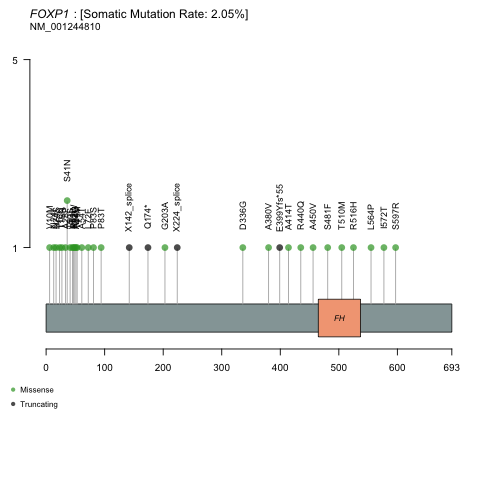 FOXP1 : [Somatic Mutation Rate: 2.05%]
NM_001244810
5
S41N
V10M
P83S
P83T
X142_splice
Q174*
G203A
X224_splice
D336G
A380V
E399Yfs*55
A414T
R440Q
A450V
S481F
T510M
R516H
L564P
I572T
S597R
1
FH
0 100 200 300 400 500 600 693
Missense
Truncating